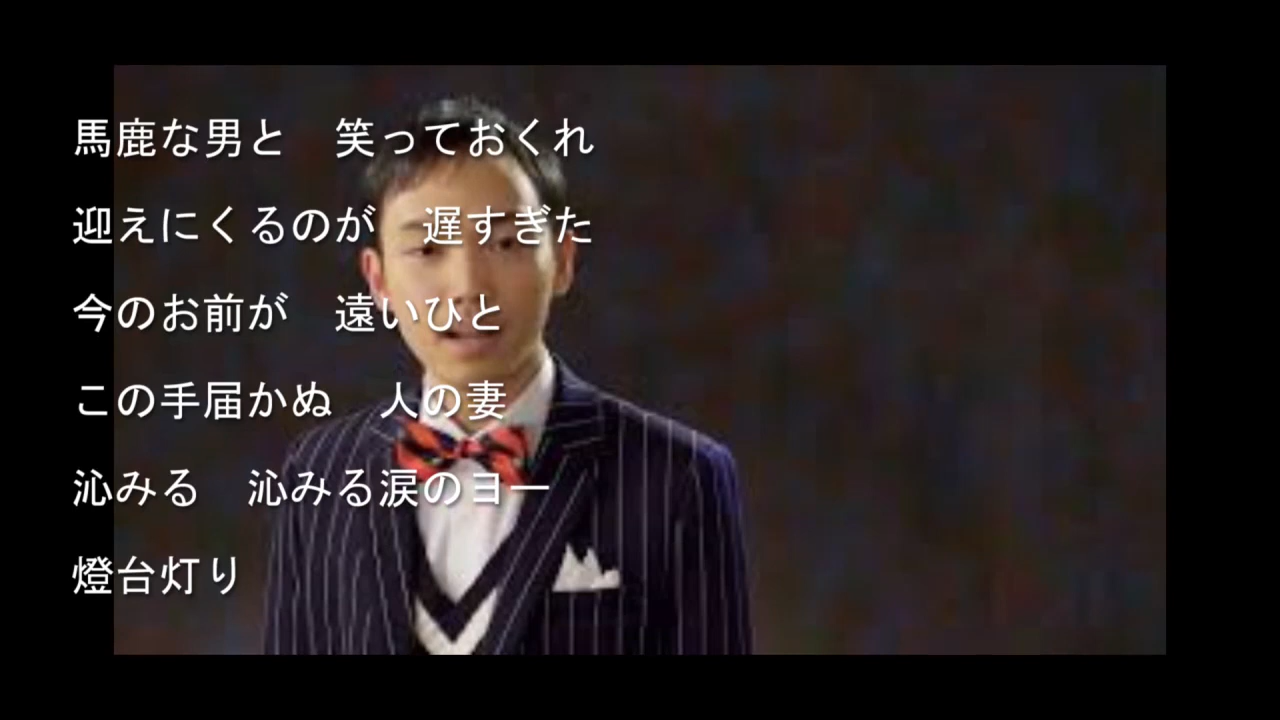 馬鹿な男と　笑っておくれ
迎えにくるのが　遅すぎた
今のお前が　遠いひと
この手届かぬ　人の妻
沁みる　沁みる涙のヨー
燈台灯り